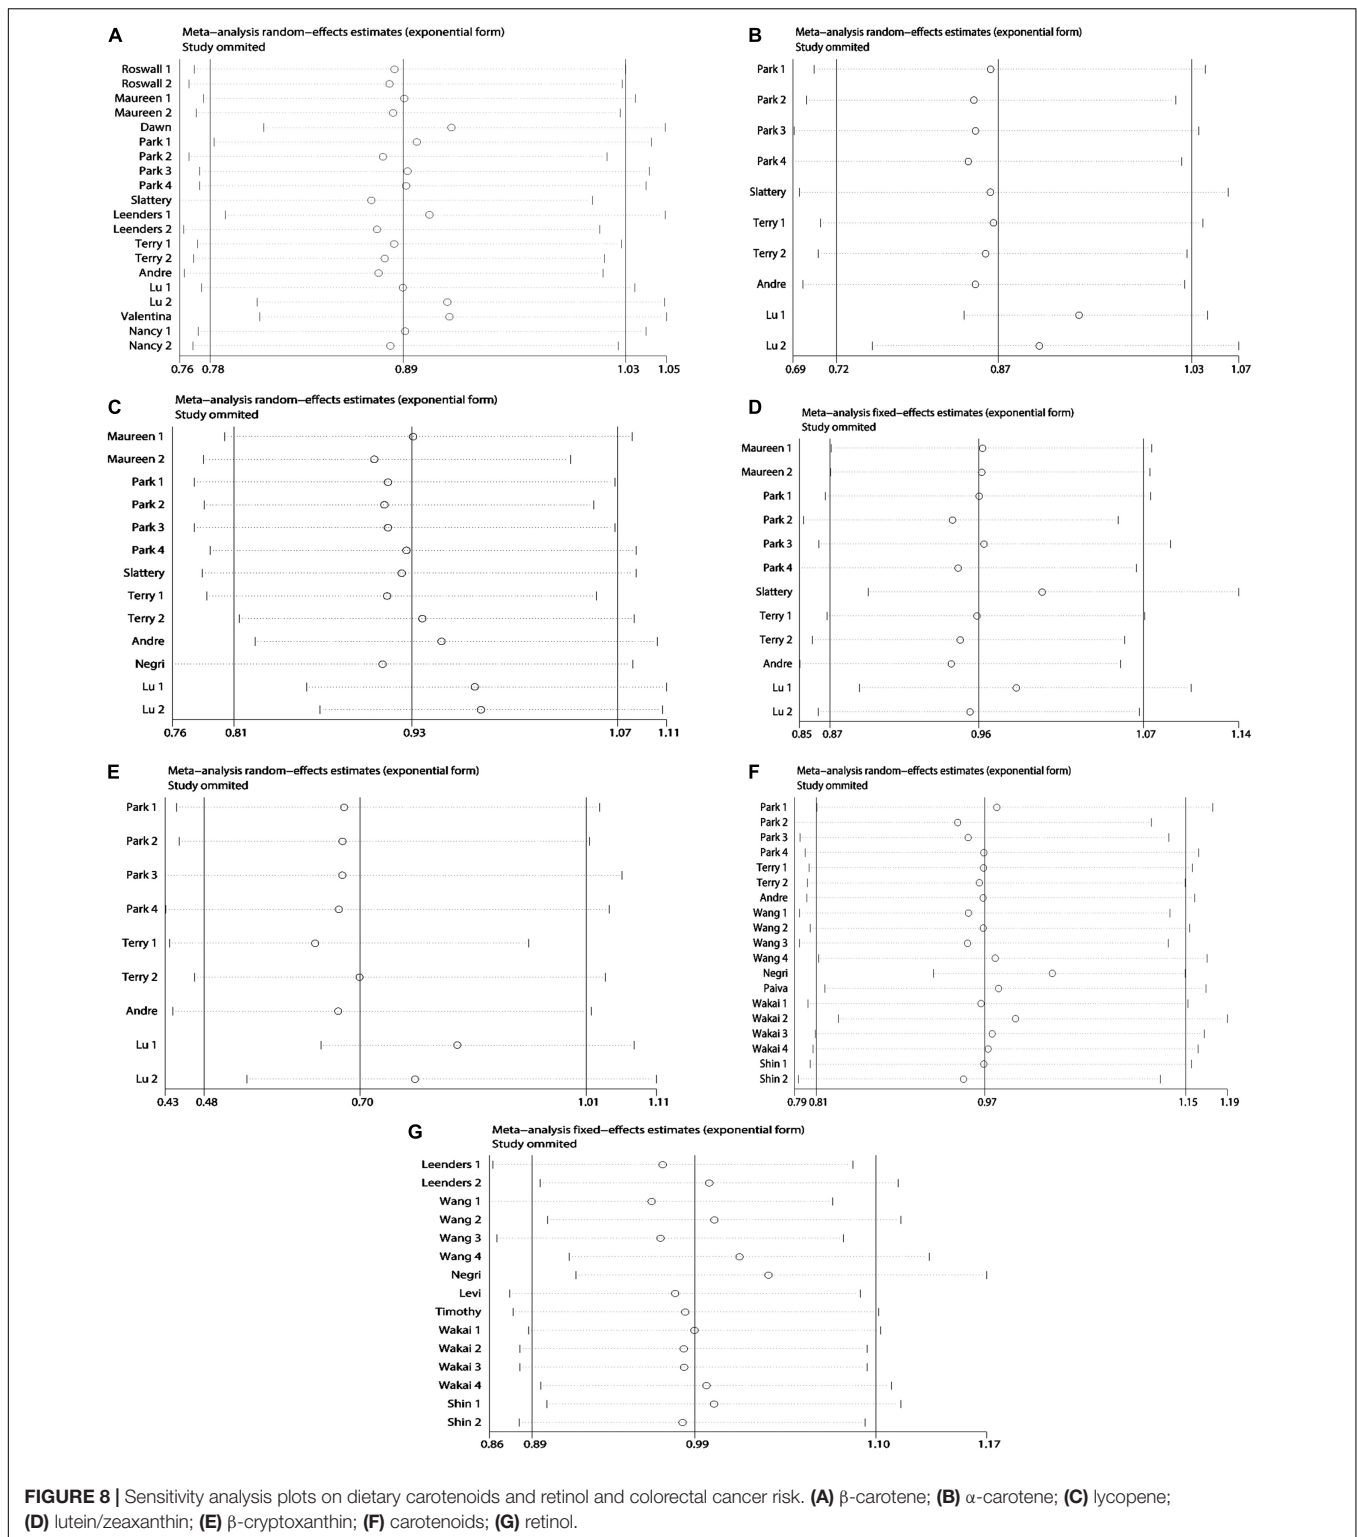 A
Meta−analysis random−effects estimates (exponential form)
Study ommited
Roswall 1
Roswall 2
Maureen 1
Maureen 2
Dawn
Park 1
Park 2
Park 3
Park 4
Slattery
Leenders 1
Leenders 2
Terry 1
Terry 2
Andre
Lu 1
Lu 2
Valentina
Nancy 1
Nancy 2
0.76 0.78 0.89 1.03 1.05
B
Meta−analysis random−effects estimates (exponential form)
Study ommited
Park 1
Park 2
Park 3
Park 4
Slattery
Terry 1
Terry 2
Andre
Lu 1
Lu 2
0.69 0.72 0.87 1.03 1.07
C
Meta−analysis random−effects estimates (exponential form)
Study ommited
Maureen 1
Maureen 2
Park 1
Park 2
Park 3
Park 4
Slattery
Terry 1
Terry 2
Andre
Negri
Lu 1
Lu 2
0.76 0.81 0.93 1.07 1.11
D
Meta−analysis fixed−effects estimates (exponential form)
Study ommited
Maureen 1
Maureen 2
Park 1
Park 2
Park 3
Park 4
Slattery
Terry 1
Terry 2
Andre
Lu 1
Lu 2
0.85 0.87 0.96 1.07 1.14
E
Meta−analysis random−effects estimates (exponential form)
Study ommited
Park 1
Park 2
Park 3
Park 4
Terry 1
Terry 2
Andre
Lu 1
Lu 2
0.43 0.48 0.70 1.01 1.11
F
Meta−analysis random−effects estimates (exponential form)
Study ommited
Park 1
Park 2
Park 3
Park 4
Terry 1
Terry 2
Andre
Wang 1
Wang 2
Wang 3
Wang 4
Negri
Paiva
Wakai 1
Wakai 2
Wakai 3
Wakai 4
Shin 1
Shin 2
0.79 0.81 0.97 1.15 1.19
G
Meta−analysis fixed−effects estimates (exponential form)
Study ommited
Leenders 1
Leenders 2
Wang 1
Wang 2
Wang 3
Wang 4
Negri
Levi
Timothy
Wakai 1
Wakai 2
Wakai 3
Wakai 4
Shin 1
Shin 2
0.86 0.89 0.99 1.10 1.17
FIGURE 8 | Sensitivity analysis plots on dietary carotenoids and retinol and colorectal cancer risk. (A) β-carotene; (B) α-carotene; (C) lycopene;
(D) lutein/zeaxanthin; (E) β-cryptoxanthin; (F) carotenoids; (G) retinol.